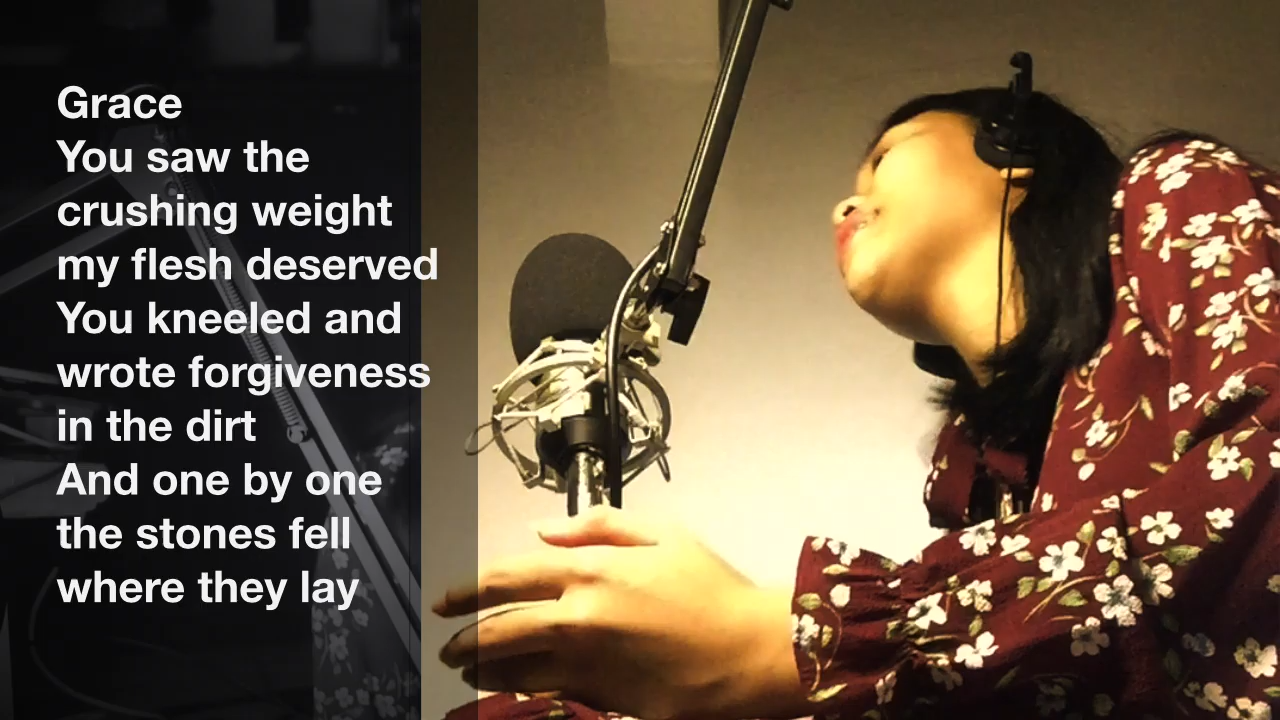 Grace
You saw the
crushing weight
my flesh deserved
You kneeled and
wrote forgiveness
in the dirt
And one by one
the stones fell
where they lay